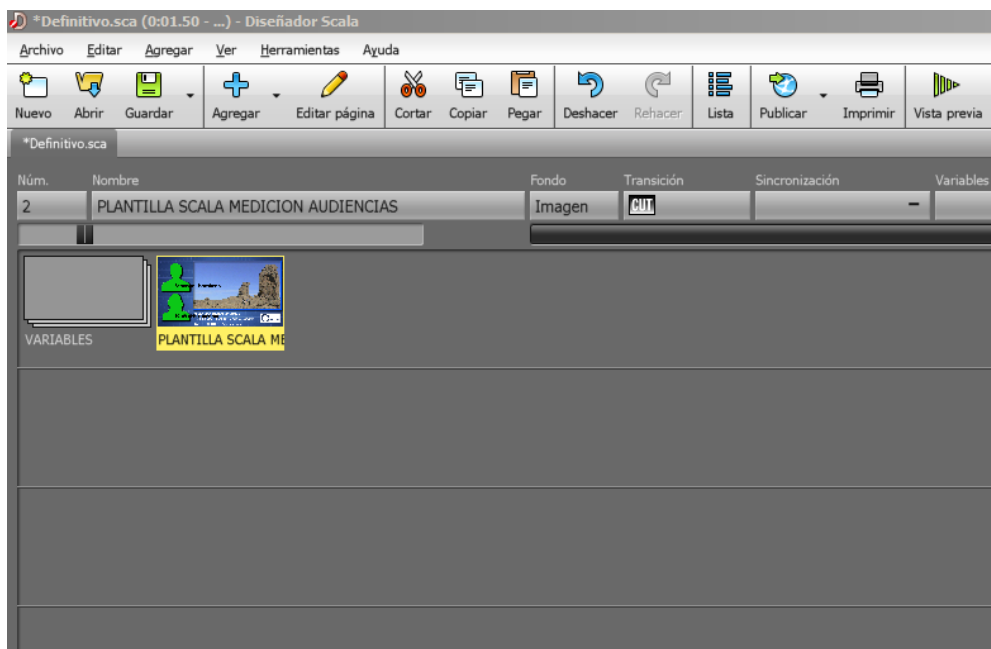 *Definitivo.sca (0:01.50 - ...) - Diseñador Scala
Archivo Editar Agregar Ver Herramientas Ayuda
Nuevo Abrir Guardar Agregar Editar página Cortar Copiar Pegar Deshacer Rehacer Lista Publicar Imprimir Vista previa
*Definitivo.sca
Núm. Nombre Fondo Transición Sincronización Variables
2 PLANTILLA SCALA MEDICION AUDIENCIAS Imagen CUT –
VARIABLES PLANTILLA SCALA ME